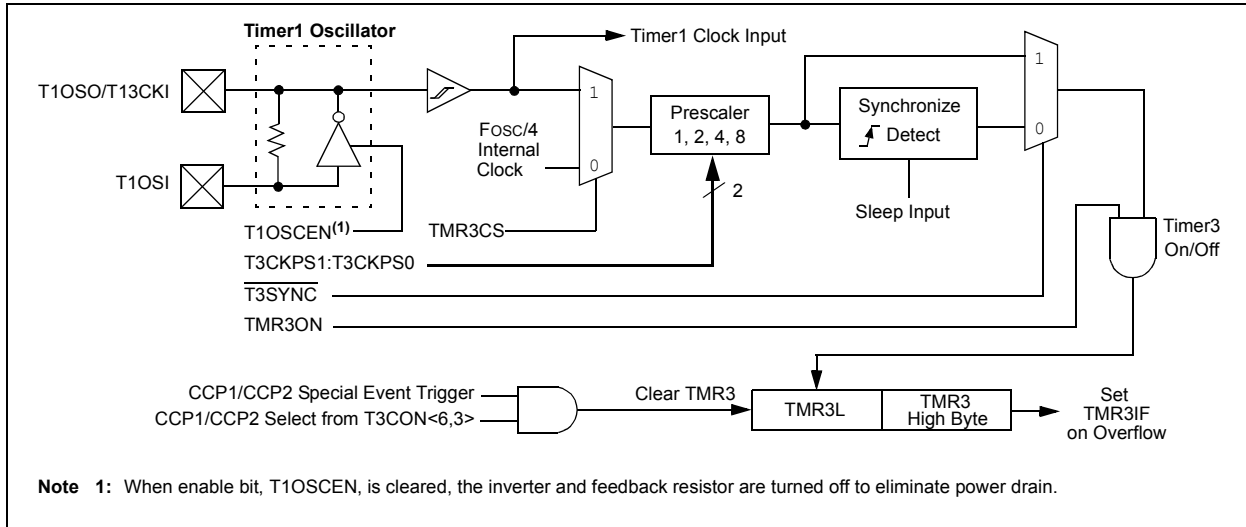 Timer1 Oscillator
Timer1 Clock Input
T1OSO/T13CKI
1
FOSC/4
Internal
Clock
0
Prescaler
1, 2, 4, 8
Synchronize
Detect
1
0
T1OSI
2
Sleep Input
T1OSCEN(1)
TMR3CS
Timer3
On/Off
T3CKPS1:T3CKPS0
T3SYNC
TMR3ON
CCP1/CCP2 Special Event Trigger
CCP1/CCP2 Select from T3CON<6,3>
Clear TMR3
TMR3L
TMR3
High Byte
Set
TMR3IF
on Overflow
Note 1: When enable bit, T1OSCEN, is cleared, the inverter and feedback resistor are turned off to eliminate power drain.